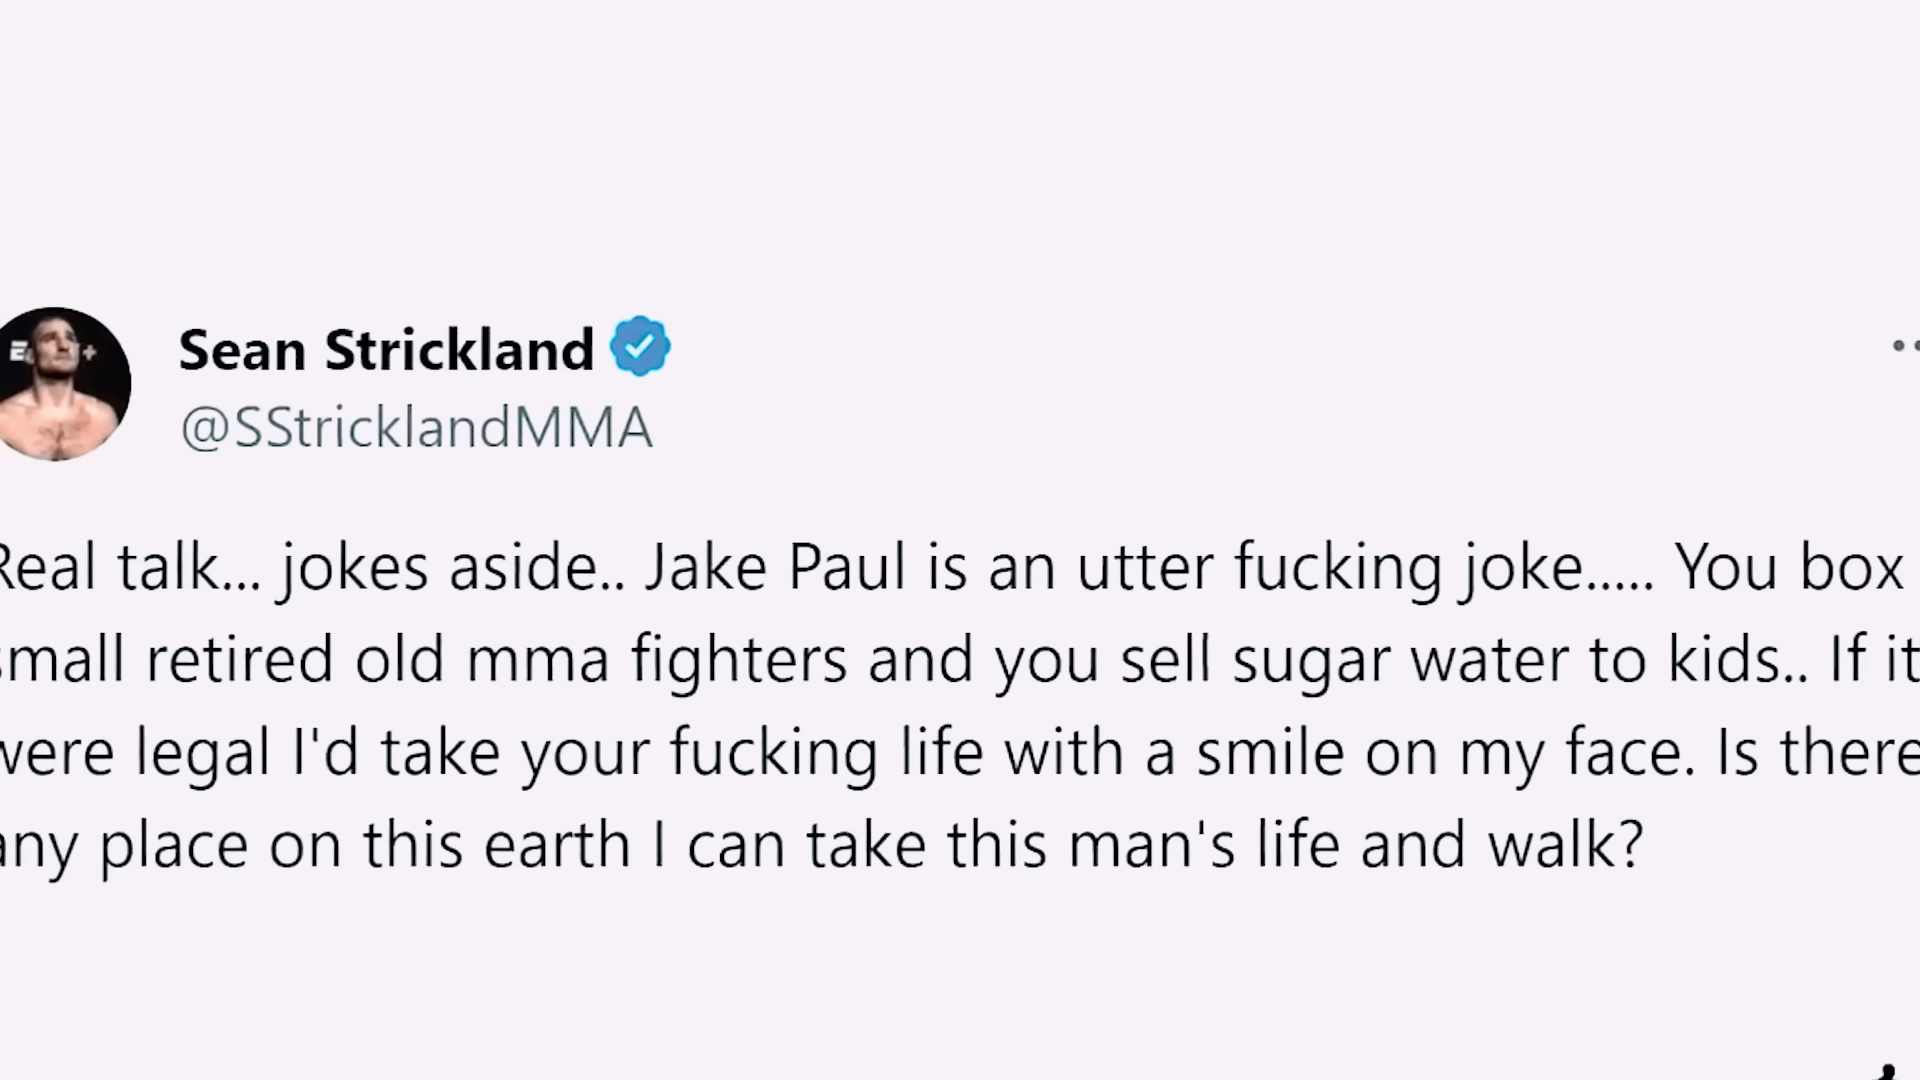 Sean Strickland
@SStricklandMMA
Real talk... jokes aside.. Jake Paul is an utter fucking joke..... You box
small retired old mma fighters and you sell sugar water to kids.. If it
were legal I'd take your fucking life with a smile on my face. Is there
any place on this earth I can take this man's life and walk?